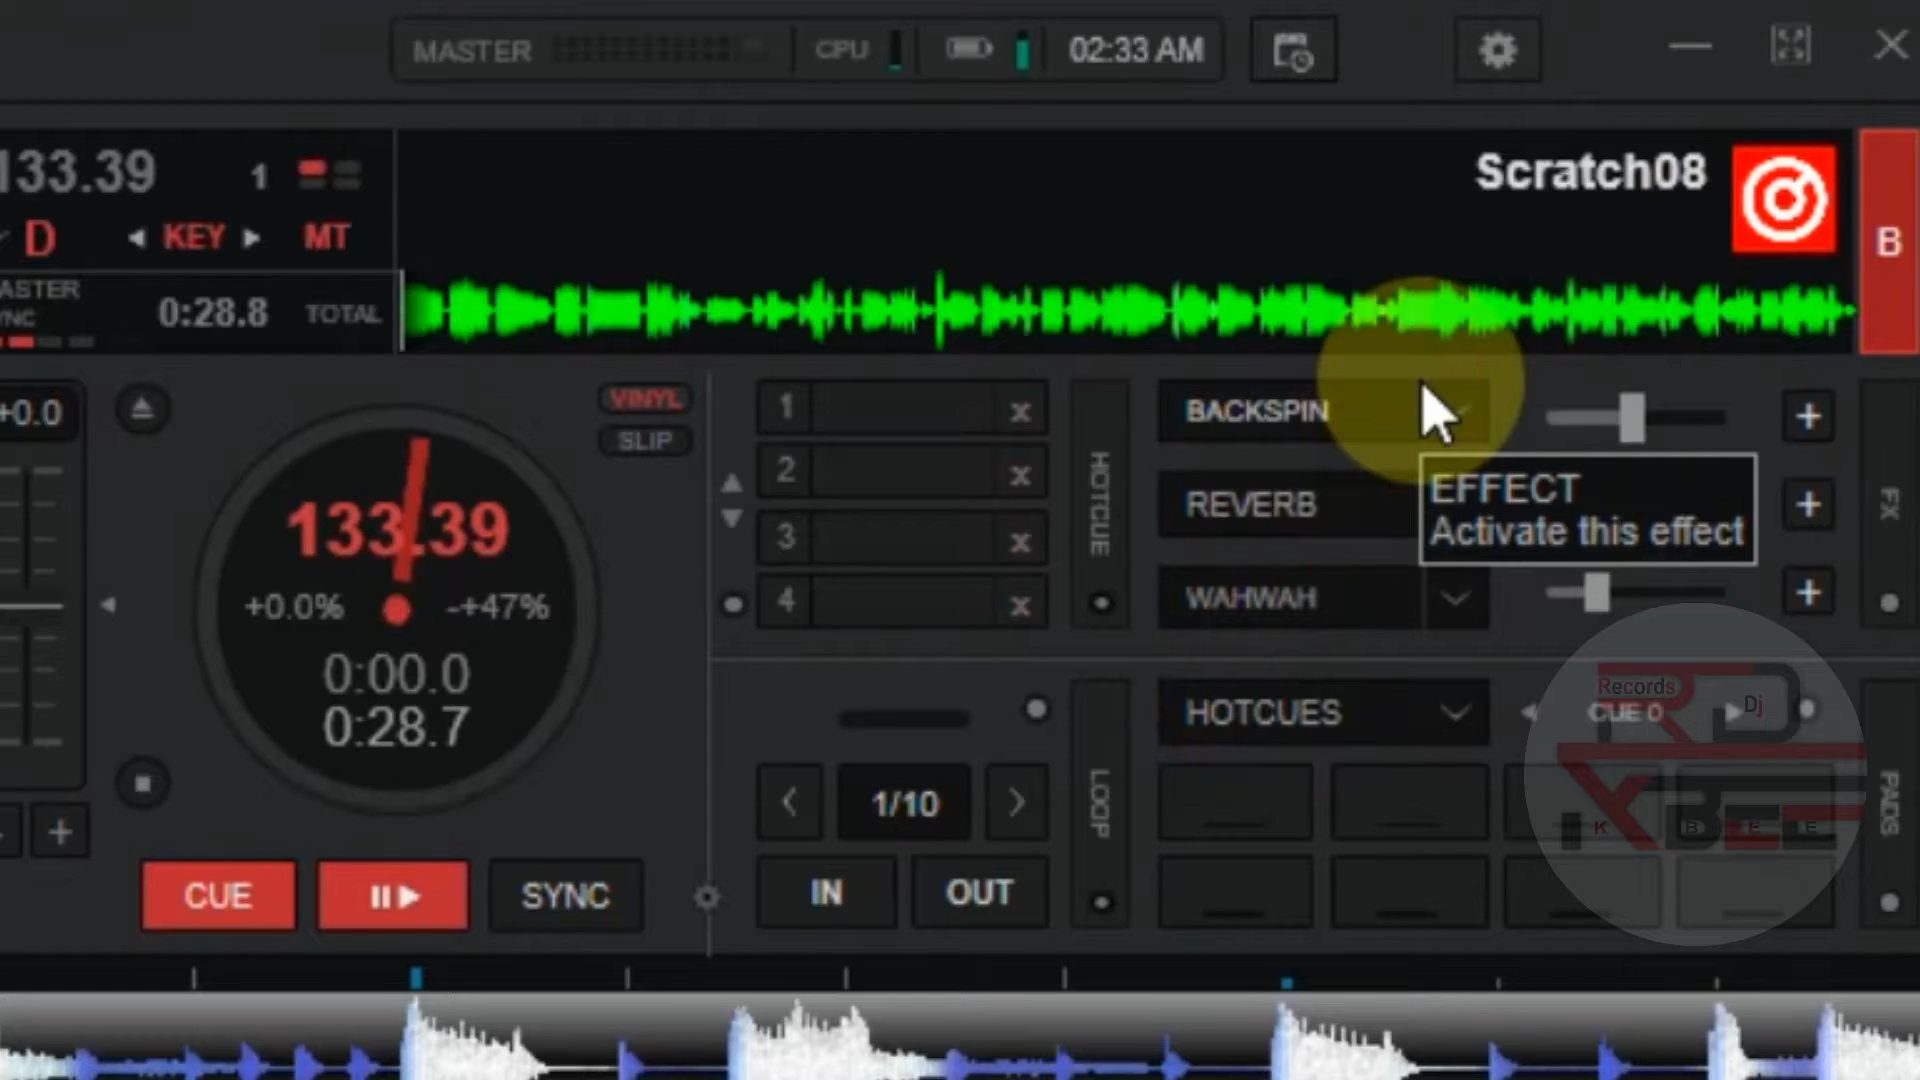 MASTER
CPU
02:33 AM
133.39
1
Scratch08
D
KEY
MT
B
0:28.8
TOTAL
+0.0
VINYL
SLIP
133.39
+0.0%
-+47%
0:00.0
0:28.7
CUE
SYNC
1 x
2 x
3 x
4 x
HOTCUE
BACKSPIN
REVERB
WAHWAH
EFFECT
Activate this effect
+
+
+
FX
1/10
IN
OUT
LOOP
HOTCUES
CUE 0
PADS
+
Records
RD
Dj
K BEE